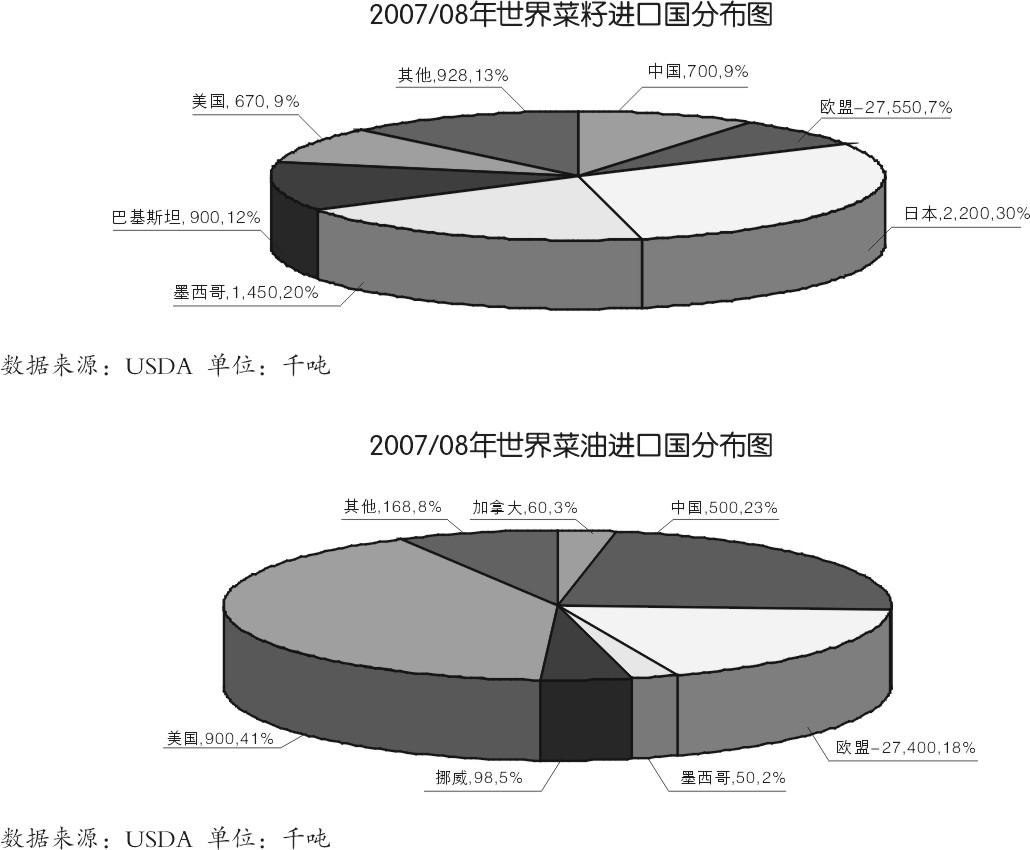 2007/08年世界菜籽进口国分布图
其他,928,13%
中国,700,9%
美国, 670, 9%
欧盟-27,550,7%
巴基斯坦, 900,12%
日本,2,200,30%
墨西哥,1,450,20%
数据来源：USDA 单位：千吨
2007/08年世界菜油进口国分布图
其他,168,8%
加拿大,60,3%
中国,500,23%
美国,900,41%
欧盟-27,400,18%
挪威,98,5%
墨西哥,50,2%
数据来源：USDA 单位：千吨